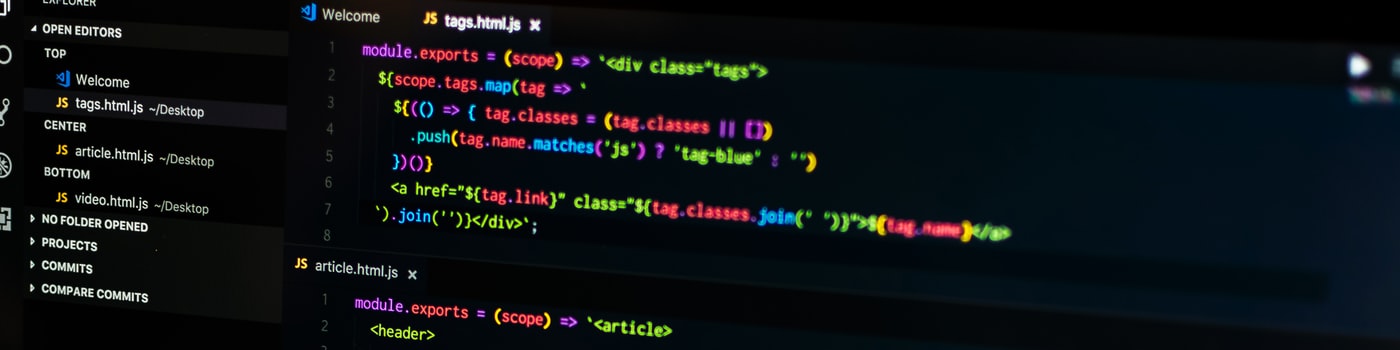 EXPLORER
OPEN EDITORS
TOP
Welcome
JS tags.html.js ~/Desktop
CENTER
JS article.html.js ~/Desktop
BOTTOM
JS video.html.js ~/Desktop
NO FOLDER OPENED
PROJECTS
COMMITS
COMPARE COMMITS
Welcome JS tags.html.js ×
1 module.exports = (scope) => `<div class="tags">
2 ${scope.tags.map(tag => `
3 ${(() => { tag.classes = (tag.classes || [])
4 .push(tag.name.matches('js') ? 'tag-blue' : '')
5 })()}
6 <a href="${tag.link}" class="${tag.classes.join(' ')}">${tag.name}</a>
7 `).join('')}</div>`;
8
JS article.html.js ×
1 module.exports = (scope) => `<article>
2 <header>